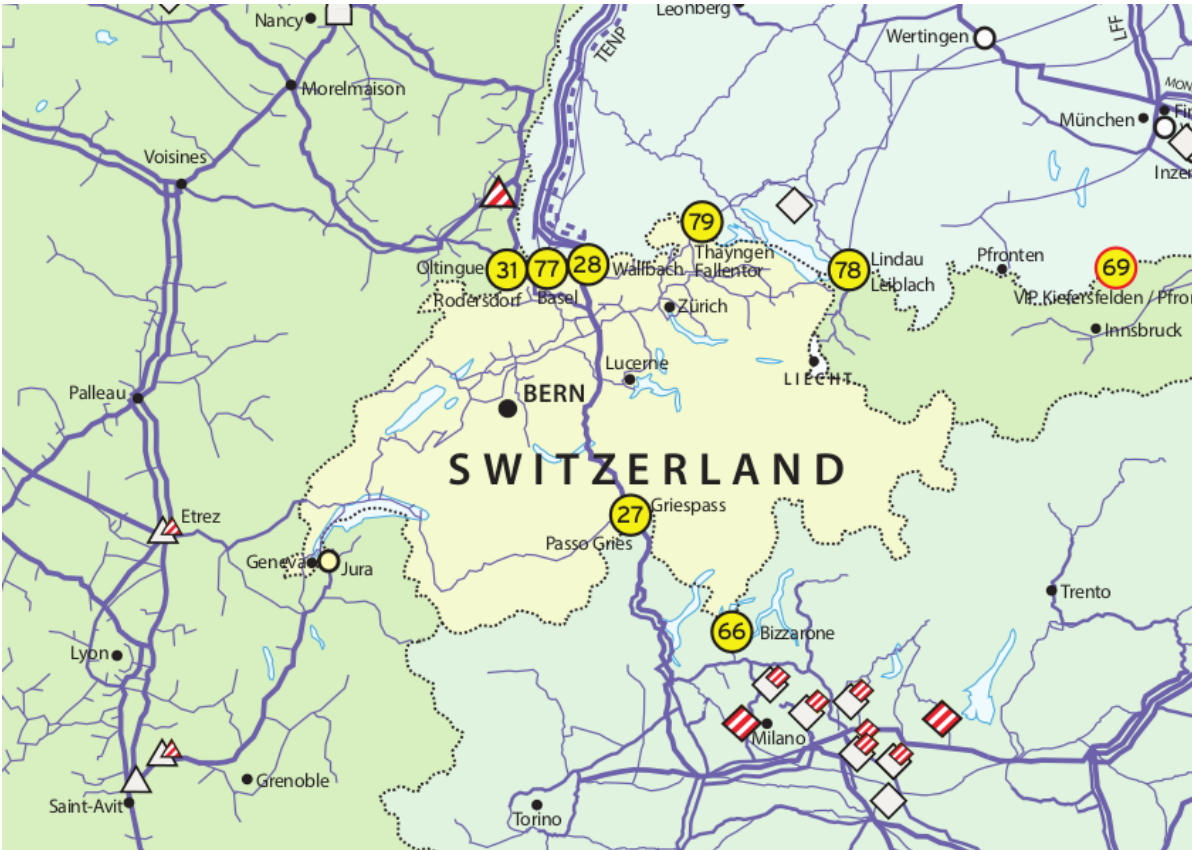 Nancy
Leonberg
TENP
Wertingen
LFF
Morelmaison
München
Voisines
79
Oltingue
31
77
28
Wallbach
Thayngen
Fallentor
78
Lindau
Leiblach
Pfronten
69
Rodersdorf
Basel
VIP Kiefersfelden / Pfron
Zürich
Innsbruck
Lucerne
LIECHT.
Palleau
BERN
SWITZERLAND
27
Griespass
Passo Gries
Etrez
Geneva
Jura
Trento
66
Bizzarone
Lyon
Milano
Grenoble
Saint-Avit
Torino